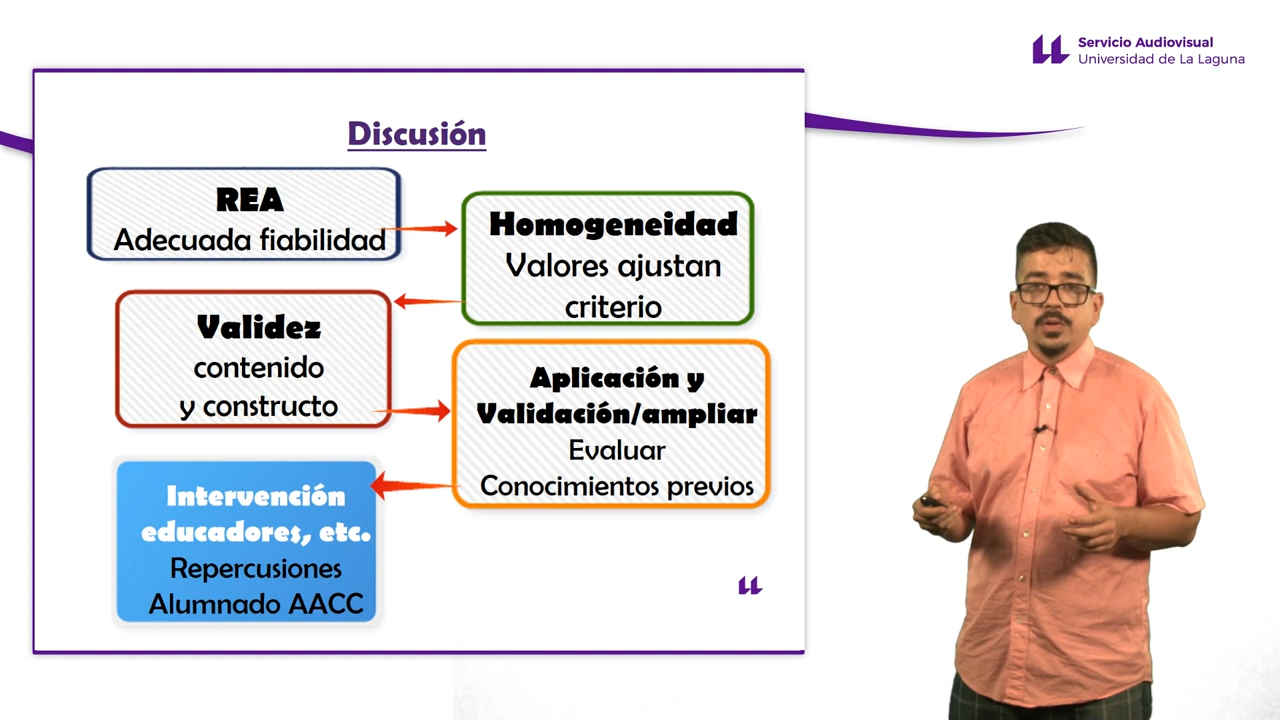 Servicio Audiovisual
Universidad de La Laguna
Discusión
REA
Adecuada fiabilidad
Homogeneidad
Valores ajustan
criterio
Validez
contenido
y constructo
Aplicación y
Validación/ampliar
Evaluar
Conocimientos previos
Intervención
educadores, etc.
Repercusiones
Alumnado AACC